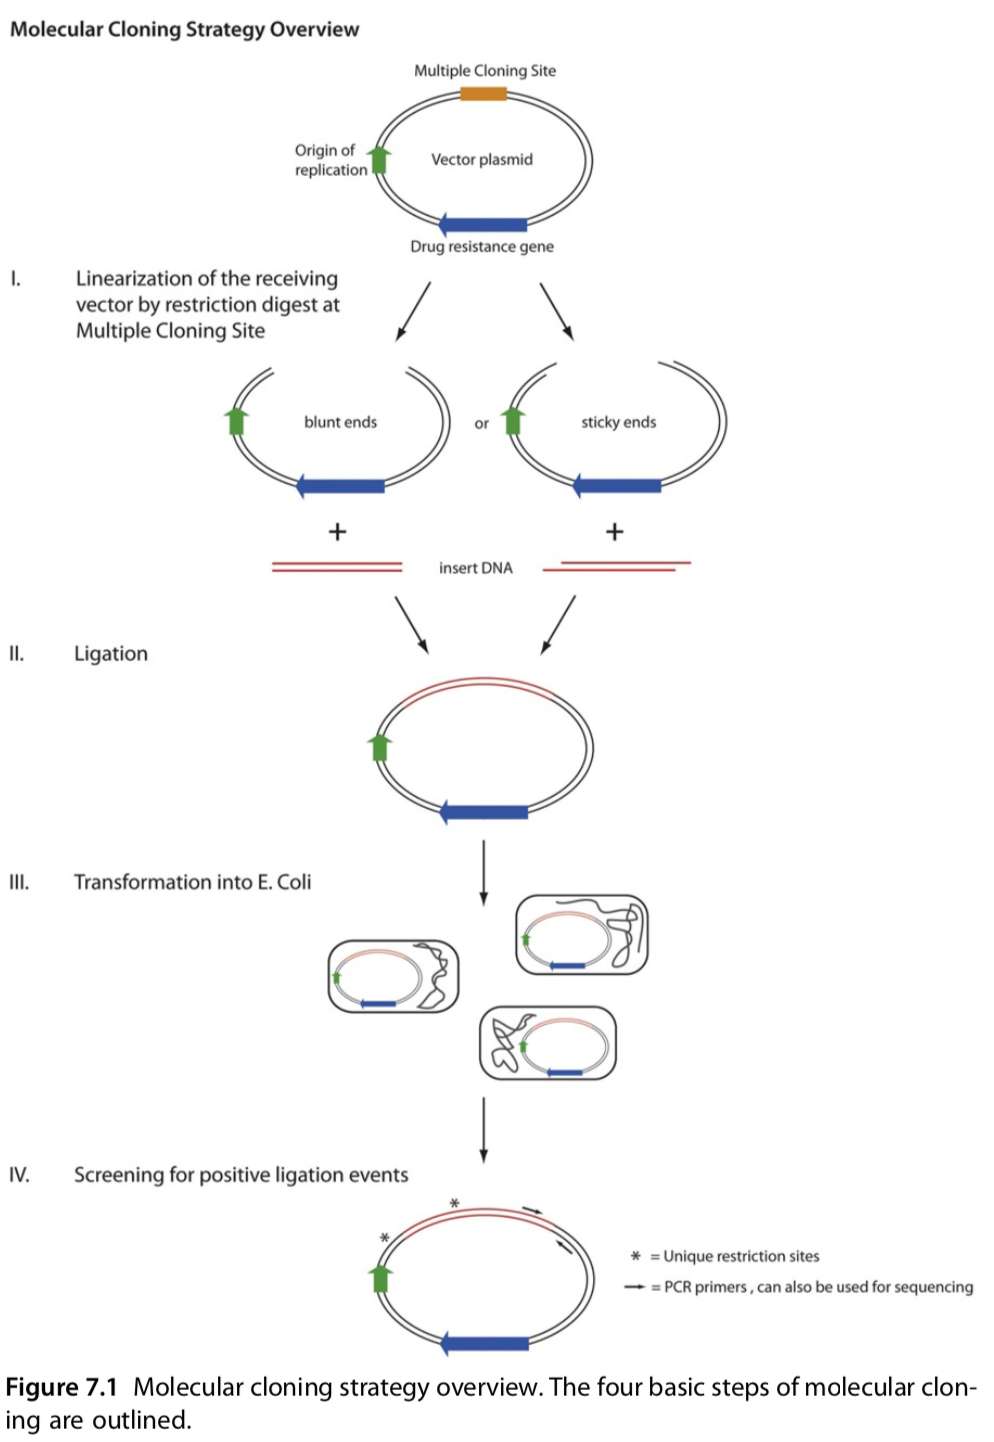 Molecular Cloning Strategy Overview
Multiple Cloning Site
Origin of
replication
Vector plasmid
Drug resistance gene
I. Linearization of the receiving
vector by restriction digest at
Multiple Cloning Site
blunt ends
or
sticky ends
+ +
insert DNA
II. Ligation
III. Transformation into E. Coli
IV. Screening for positive ligation events
*
*
* = Unique restriction sites
→ = PCR primers , can also be used for sequencing
Figure 7.1 Molecular cloning strategy overview. The four basic steps of molecular clon-
ing are outlined.